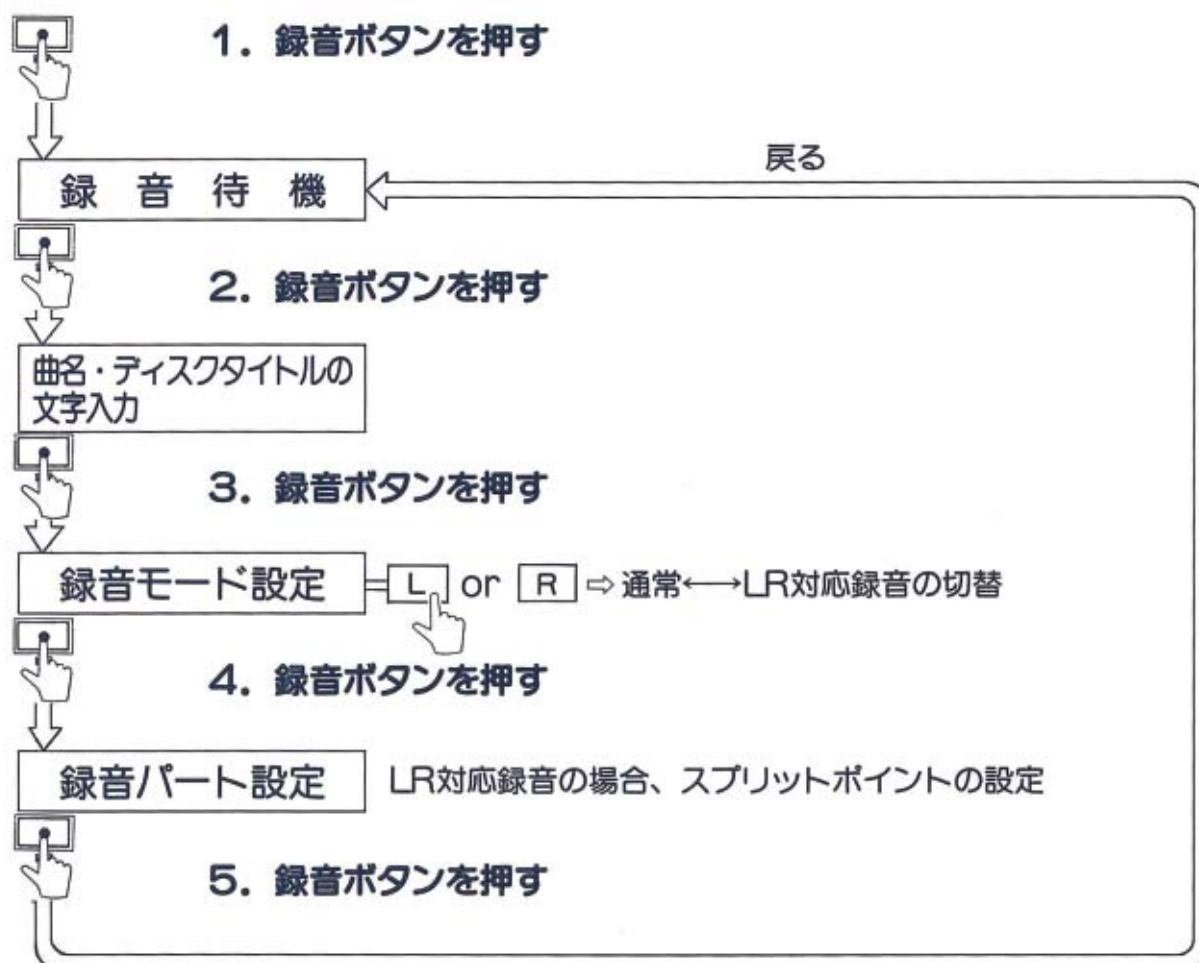 1. 録音ボタンを押す
戻る
録音待機
2. 録音ボタンを押す
曲名・ディスクタイトルの
文字入力
3. 録音ボタンを押す
録音モード設定 L or R ⇨ 通常←→LR対応録音の切替
4. 録音ボタンを押す
録音パート設定 LR対応録音の場合、スプリットポイントの設定
5. 録音ボタンを押す